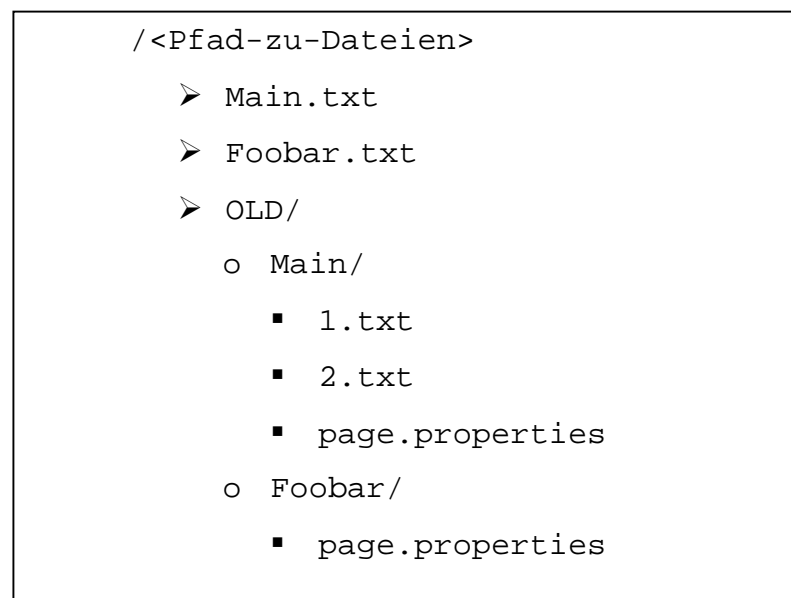 /<Pfad-zu-Dateien>
➢ Main.txt
➢ Foobar.txt
➢ OLD/
o Main/
▪ 1.txt
▪ 2.txt
▪ page.properties
o Foobar/
▪ page.properties